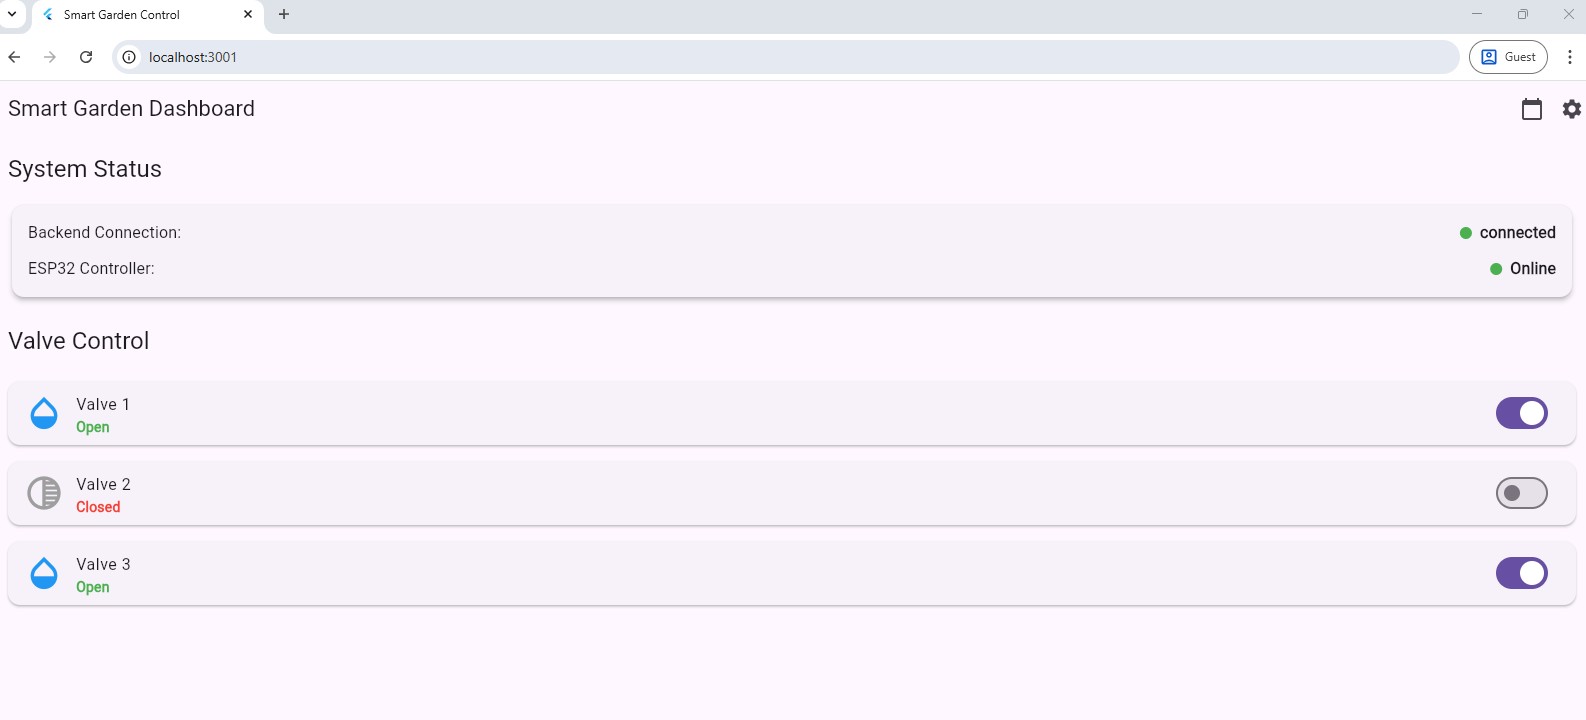 Smart Garden Control
localhost:3001
Guest
Smart Garden Dashboard
System Status
Backend Connection: connected
ESP32 Controller: Online
Valve Control
Valve 1
Open
Valve 2
Closed
Valve 3
Open